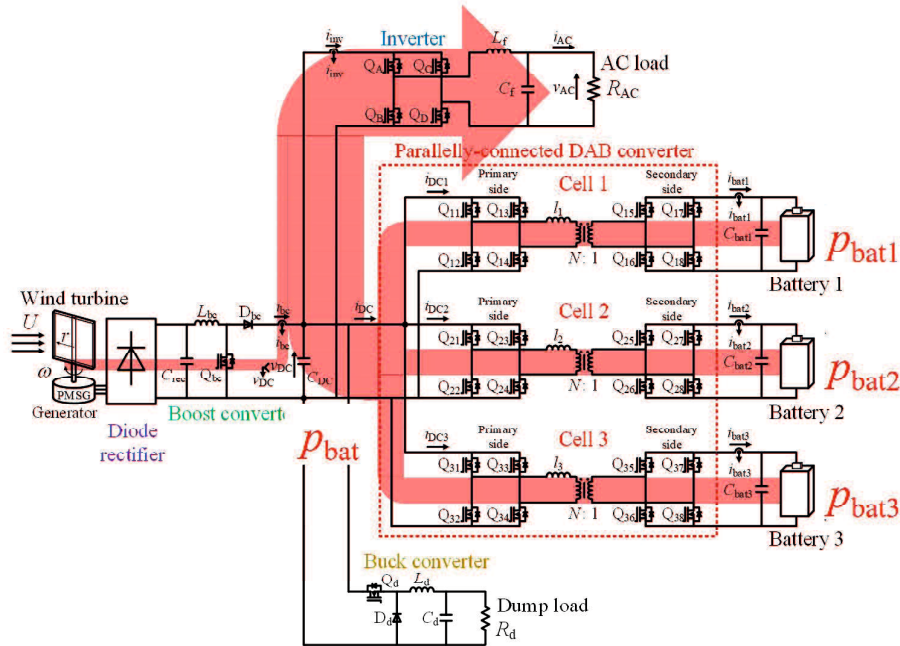 Inverter
i_inv
i_inv
Q_A
Q_C
Q_B
Q_D
L_f
C_f
i_AC
v_AC
AC load
R_AC
Parallelly-connected DAB converter
i_DC1
Primary
side
Cell 1
Secondary
side
i_bat1
i_bat1
Q_11
Q_13
l_1
Q_15
Q_17
Q_12
Q_14
N: 1
Q_16
Q_18
C_bat1
Battery 1
p_bat1
Wind turbine
U
r
ω
PMSG
Generator
Diode
rectifier
L_bc
D_bc
i_bc
i_bc
C_rec
Q_bc
v_DC
v_DC
C_DC
Boost converte
i_DC
p_bat
i_DC2
Primary
side
Cell 2
Secondary
side
i_bat2
i_bat2
Q_21
Q_23
l_2
Q_25
Q_27
Q_22
Q_24
N: 1
Q_26
Q_28
C_bat2
Battery 2
p_bat2
i_DC3
Primary
side
Cell 3
Secondary
side
i_bat3
i_bat3
Q_31
Q_33
l_3
Q_35
Q_37
Q_32
Q_34
N: 1
Q_36
Q_38
C_bat3
Battery 3
p_bat3
Buck converter
Q_d
L_d
D_d
C_d
Dump load
R_d